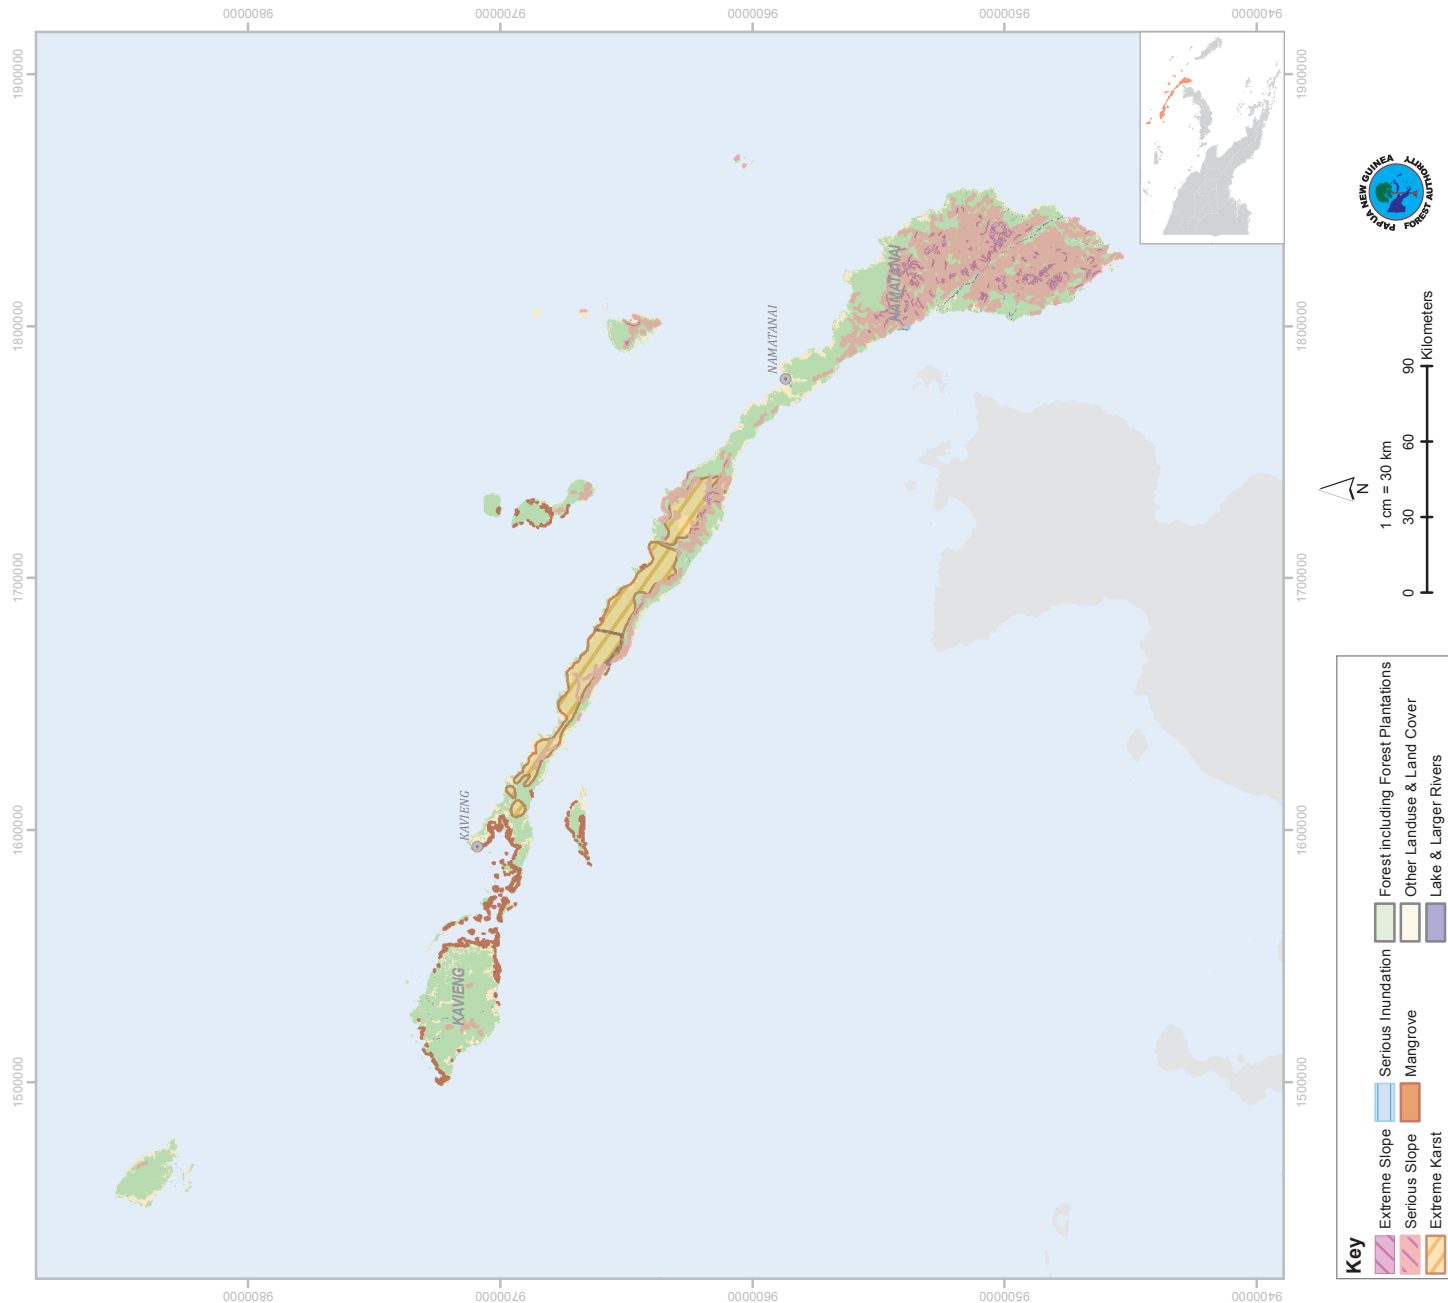 1500000
1600000
1700000
1800000
1900000
9800000
9800000
9700000
9700000
9600000
9600000
9500000
9500000
9400000
9400000
KAVIENG
KAVIENG
NAMATANAI
NAMATANAI
1500000
1600000
1700000
1800000
1900000
Key
Extreme Slope
Serious Slope
Extreme Karst
Serious Inundation
Mangrove
Forest including Forest Plantations
Other Landuse & Land Cover
Lake & Larger Rivers
N
1 cm = 30 km
0 30 60 90
Kilometers
PAPUA NEW GUINEA
FOREST AUTHORITY